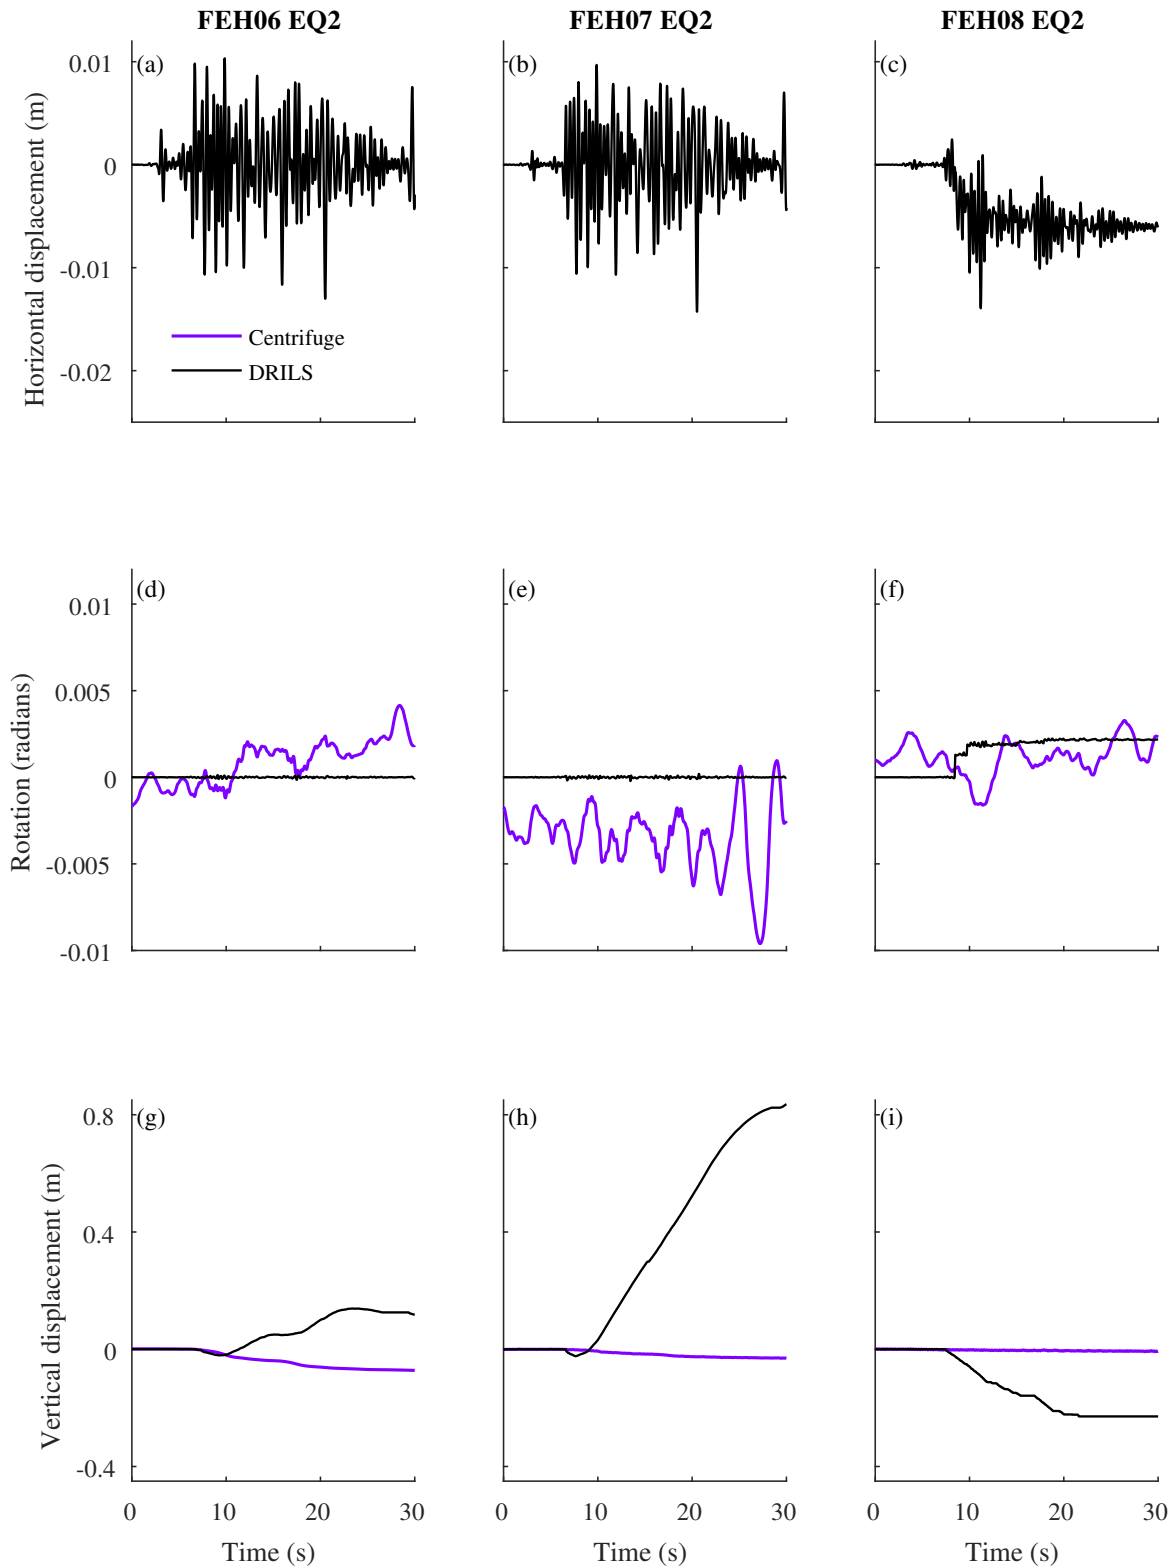 FEH06 EQ2 FEH07 EQ2 FEH08 EQ2
(a) (b) (c)
Horizontal displacement (m)
0.01
0
-0.01
-0.02
Centrifuge
DRILS
(d) (e) (f)
Rotation (radians)
0.01
0.005
0
-0.005
-0.01
(g) (h) (i)
Vertical displacement (m)
0.8
0.4
0
-0.4
0 10 20 30 0 10 20 30 0 10 20 30
Time (s) Time (s) Time (s)